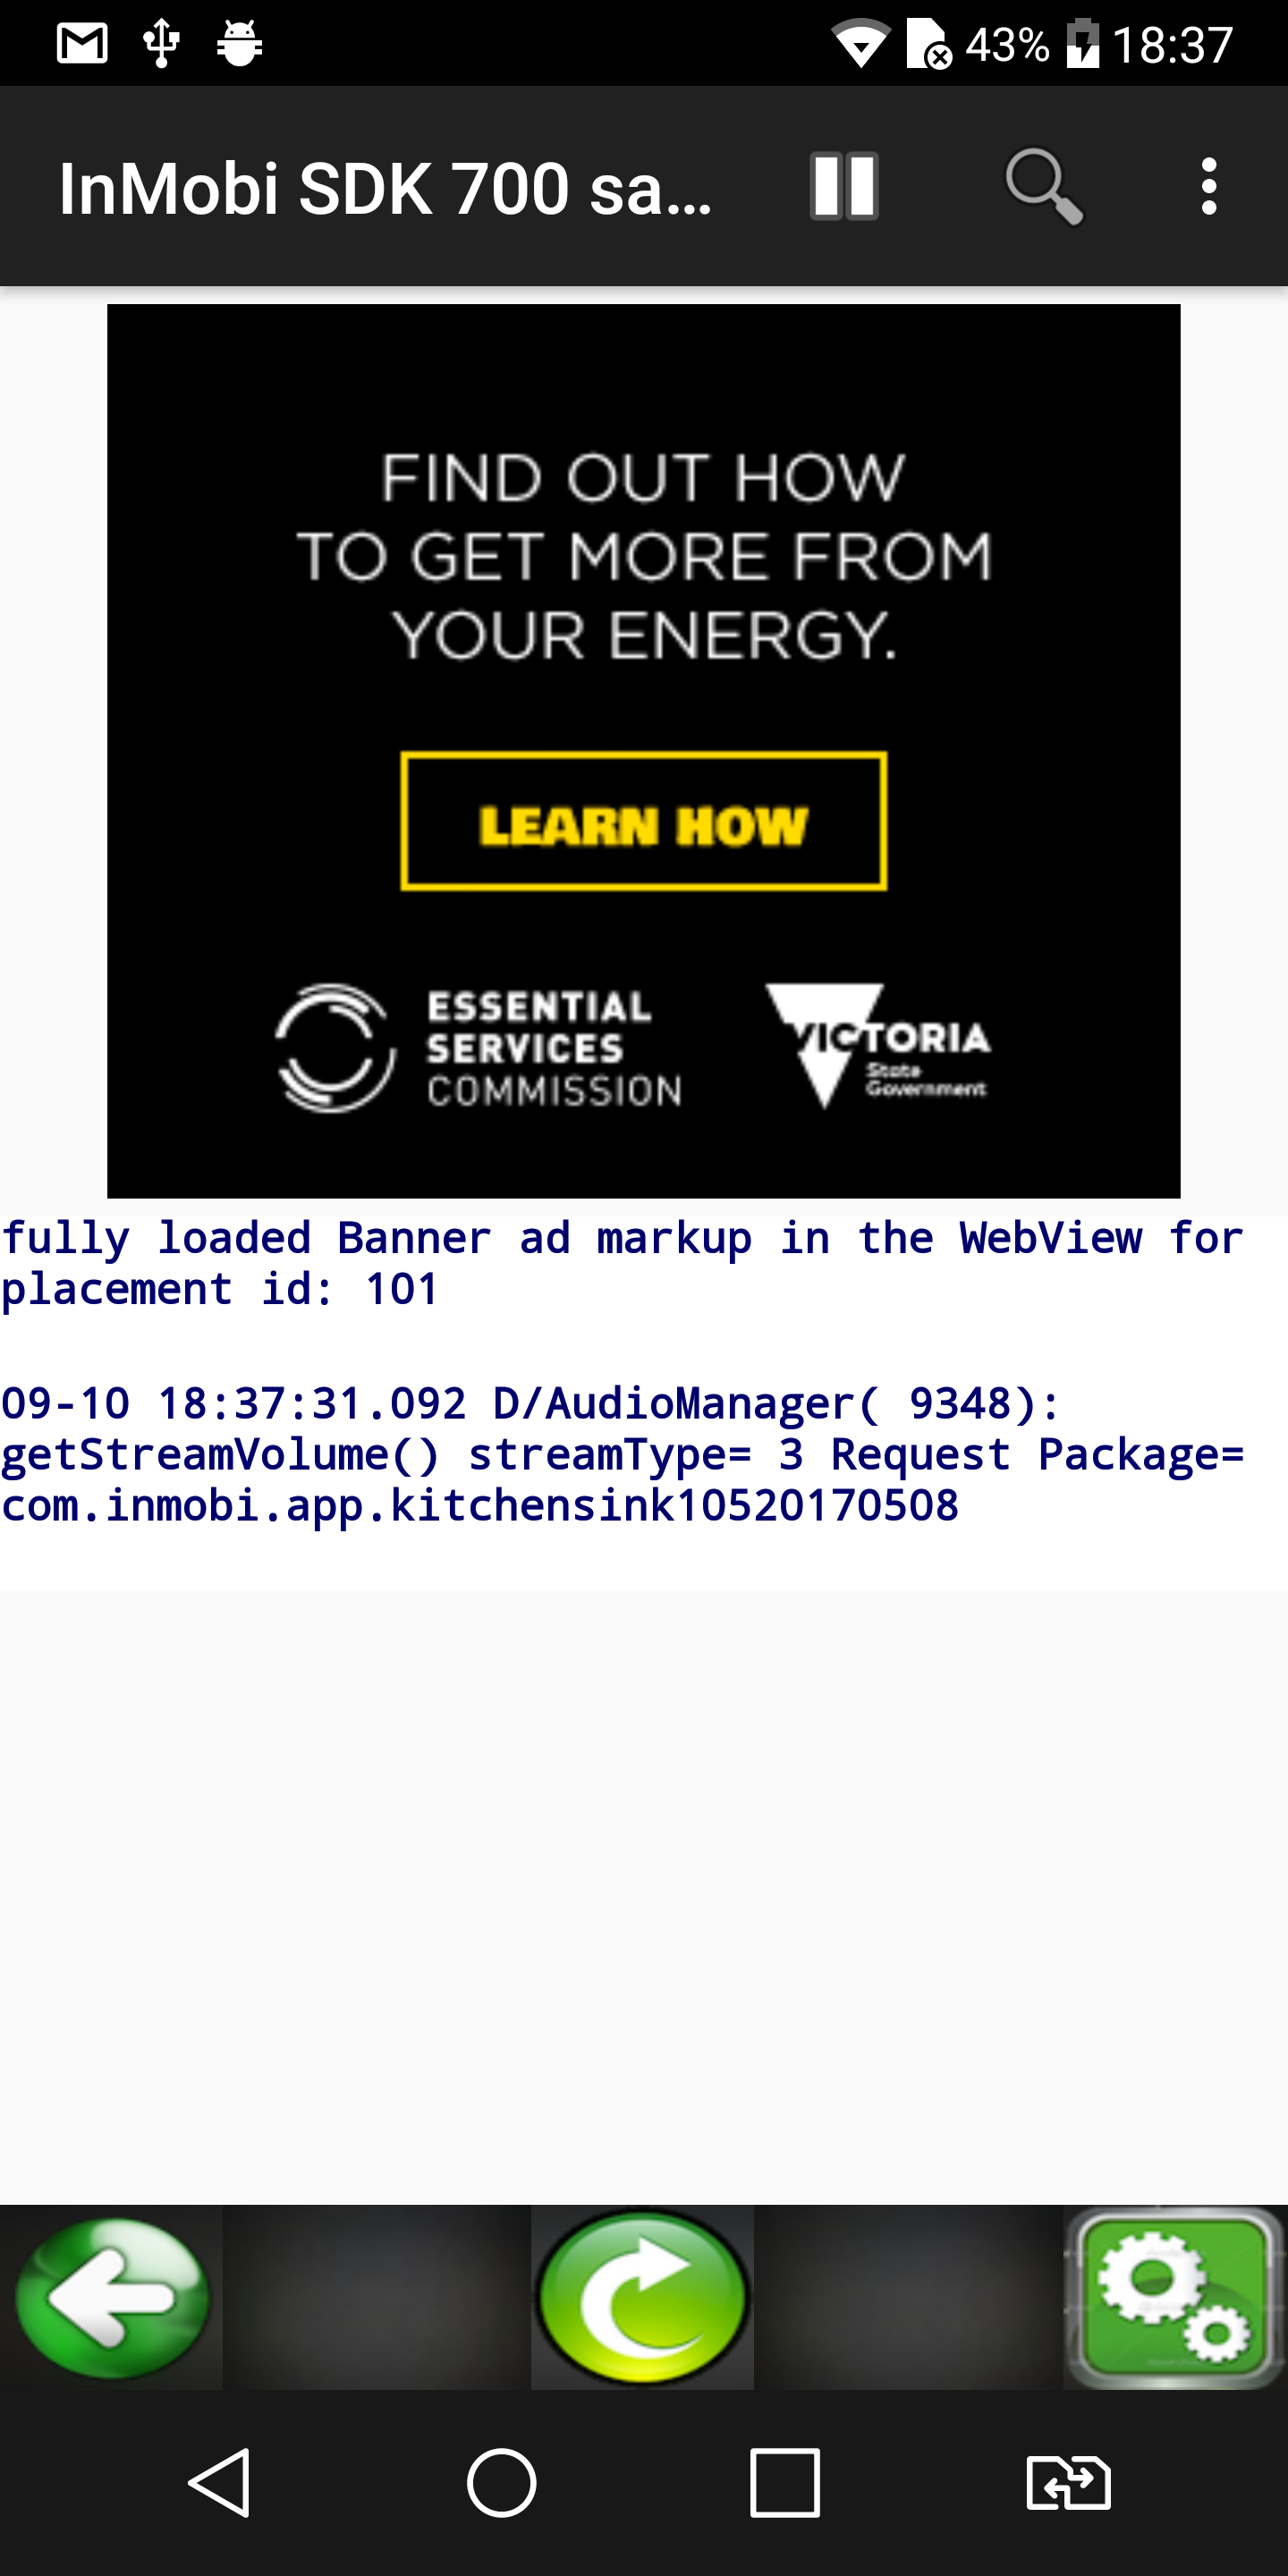 43% 18:37
InMobi SDK 700 sa...
FIND OUT HOW
TO GET MORE FROM
YOUR ENERGY.
LEARN HOW
ESSENTIAL
SERVICES
COMMISSION
VICTORIA
State
Government
fully loaded Banner ad markup in the WebView for
placement id: 101
09-10 18:37:31.092 D/AudioManager( 9348):
getStreamVolume() streamType= 3 Request Package=
com.inmobi.app.kitchensink10520170508